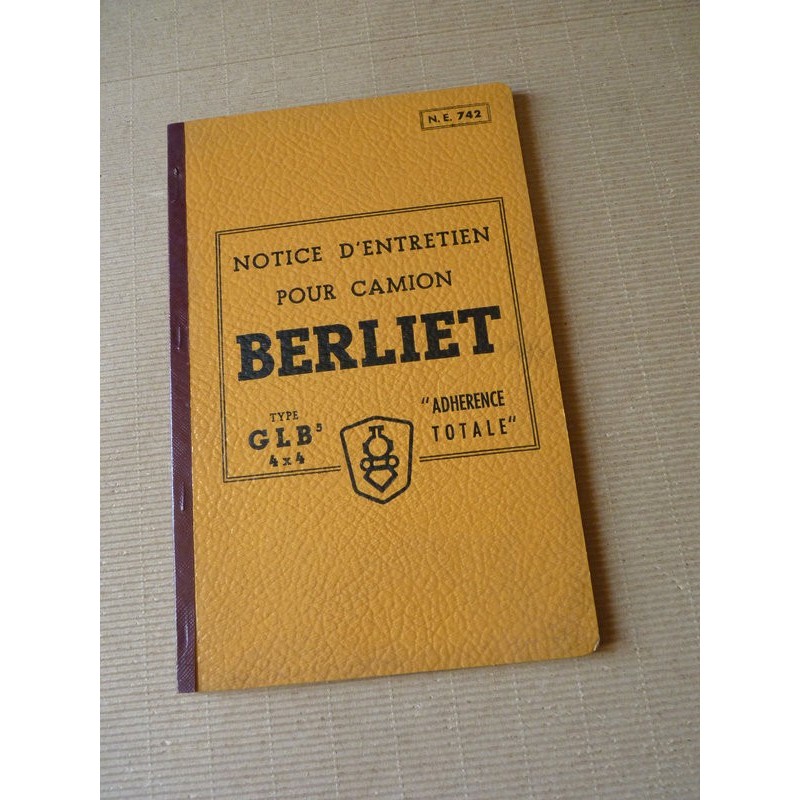 N. E. 742
NOTICE D'ENTRETIEN
POUR CAMION
BERLIET
TYPE
GLB⁵
4x4
"ADHERENCE
TOTALE"